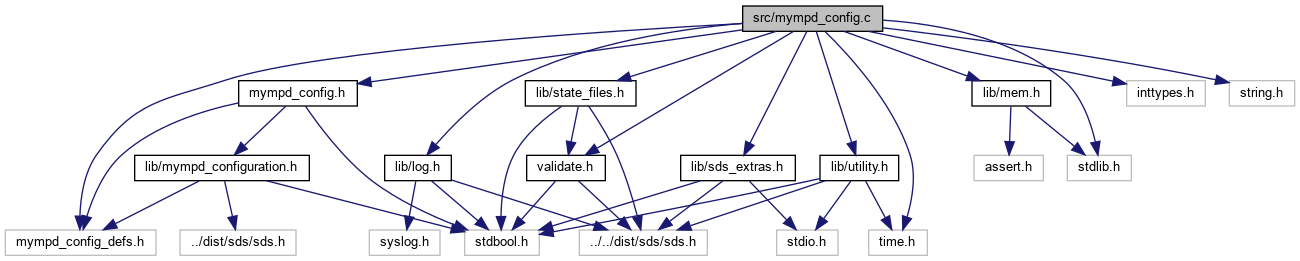 src/mympd_config.c
mympd_config.h
lib/state_files.h
lib/mem.h
inttypes.h
string.h
lib/mympd_configuration.h
lib/log.h
validate.h
lib/sds_extras.h
lib/utility.h
assert.h
stdlib.h
mympd_config_defs.h
../dist/sds/sds.h
syslog.h
stdbool.h
../../dist/sds/sds.h
stdio.h
time.h